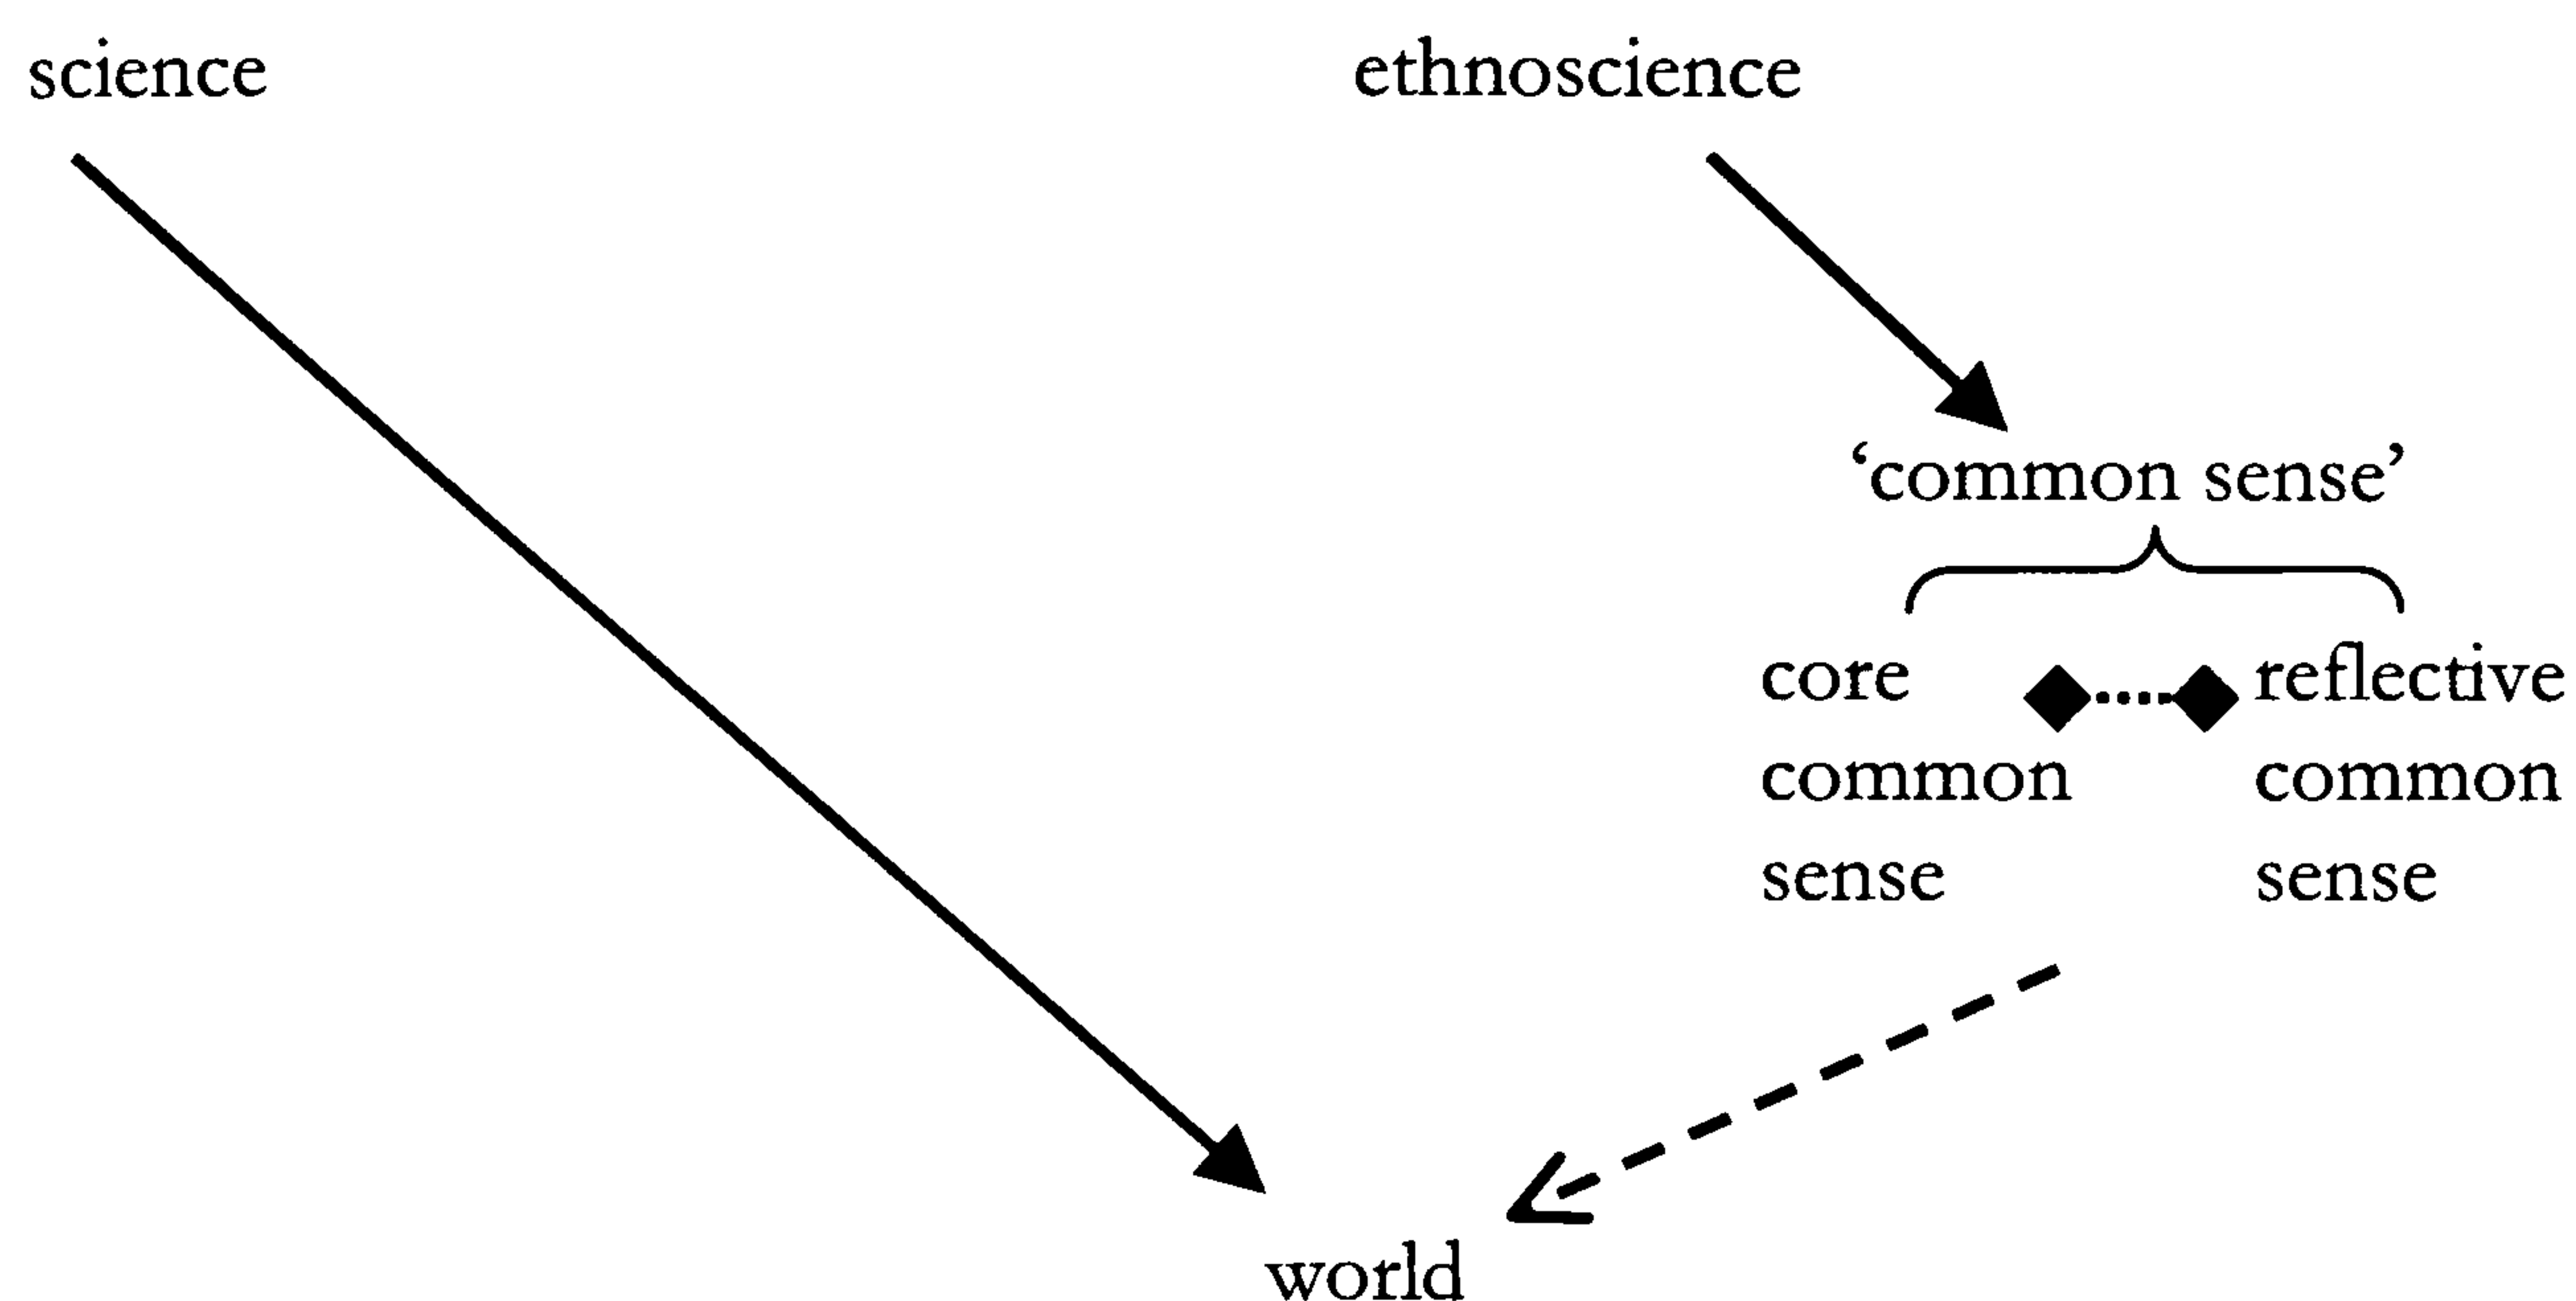 science
ethnoscience
‘common sense’
core
common
sense
reflective
common
sense
world